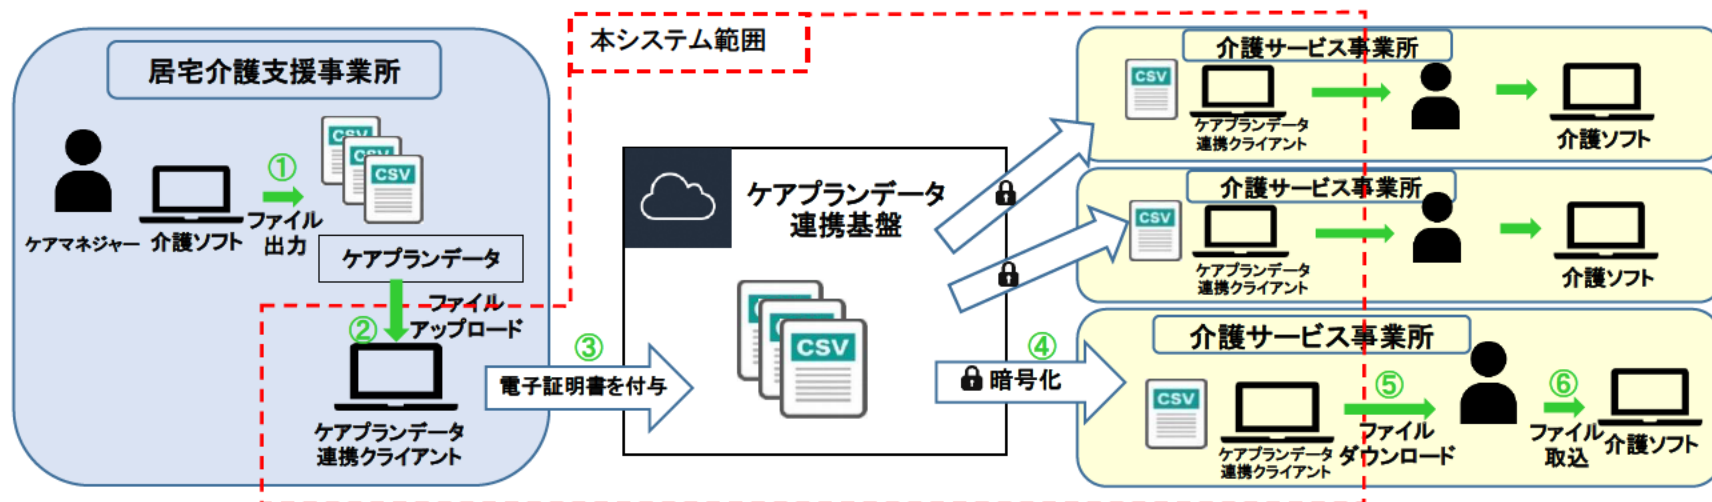 本システム範囲
居宅介護支援事業所
CSV
CSV
CSV
①
ファイル
出力
ケアマネジャー
介護ソフト
ケアプランデータ
②
ファイル
アップロード
ケアプランデータ
連携クライアント
③
電子証明書を付与
ケアプランデータ
連携基盤
CSV
④
暗号化
介護サービス事業所
CSV
ケアプランデータ
連携クライアント
介護ソフト
介護サービス事業所
CSV
ケアプランデータ
連携クライアント
介護ソフト
介護サービス事業所
CSV
ケアプランデータ
連携クライアント
⑤
ファイル
ダウンロード
⑥
ファイル
取込
介護ソフト